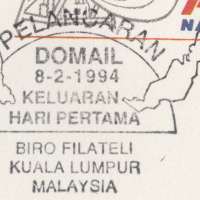 PELANCARAN
DOMAIL
8-2-1994
KELUARAN
HARI PERTAMA
BIRO FILATELI
KUALA LUMPUR
MALAYSIA